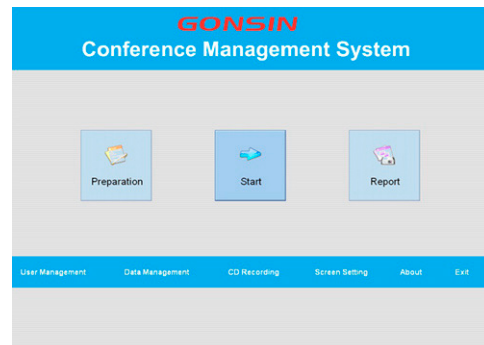 GONSIN
Conference Management System
Preparation Start Report
User Management Data Management CD Recording Screen Setting About Exit